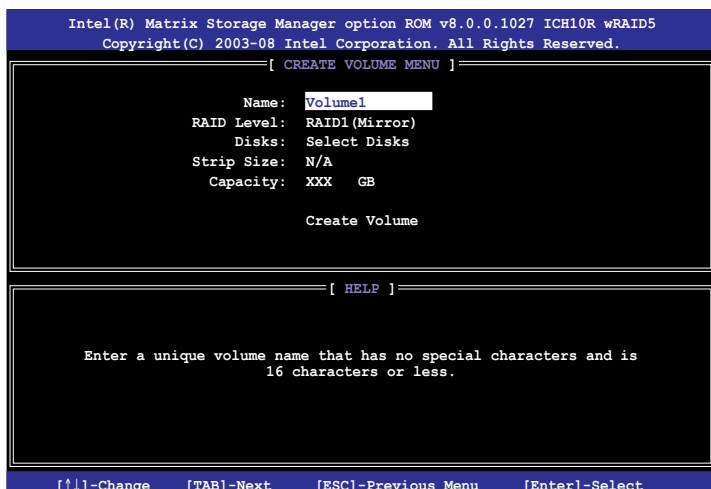 Intel(R) Matrix Storage Manager option ROM v8.0.0.1027 ICH10R wRAID5
Copyright(C) 2003-08 Intel Corporation. All Rights Reserved.
[ CREATE VOLUME MENU ]
Name: Volume1
RAID Level: RAID1(Mirror)
Disks: Select Disks
Strip Size: N/A
Capacity: XXX GB
Create Volume
[ HELP ]
Enter a unique volume name that has no special characters and is
16 characters or less.
[↑↓]-Change [TAB]-Next [ESC]-Previous Menu [Enter]-Select